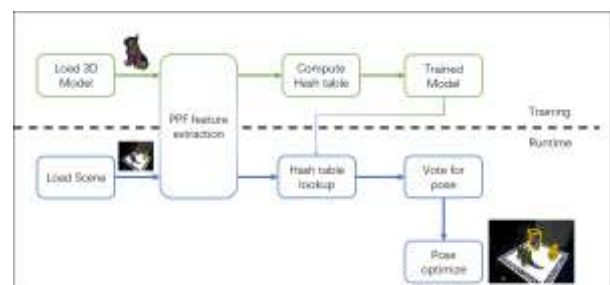 Load 3D
Model
PPF feature
extraction
Compute
Hash table
Trained
Model
Training
Runtime
Load Scene
Hash table
lookup
Vote for
pose
Pose
optimize